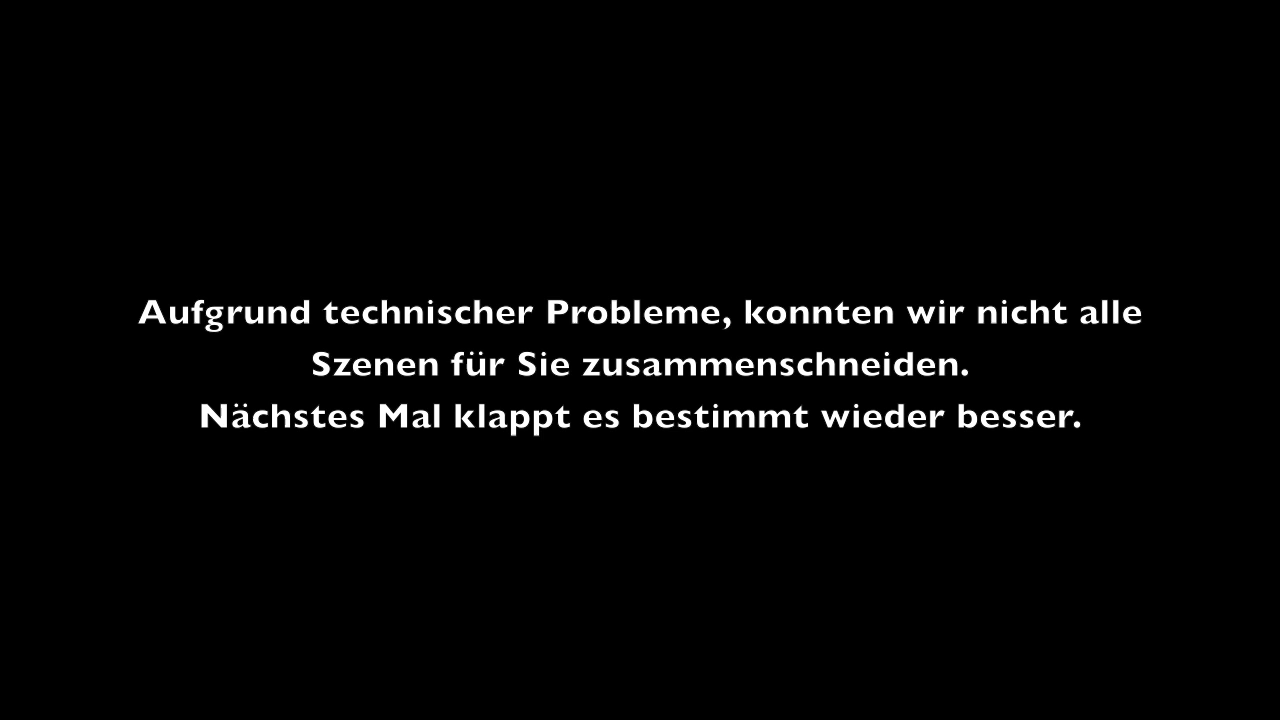 Aufgrund technischer Probleme, konnten wir nicht alle
Szenen für Sie zusammenschneiden.
Nächstes Mal klappt es bestimmt wieder besser.